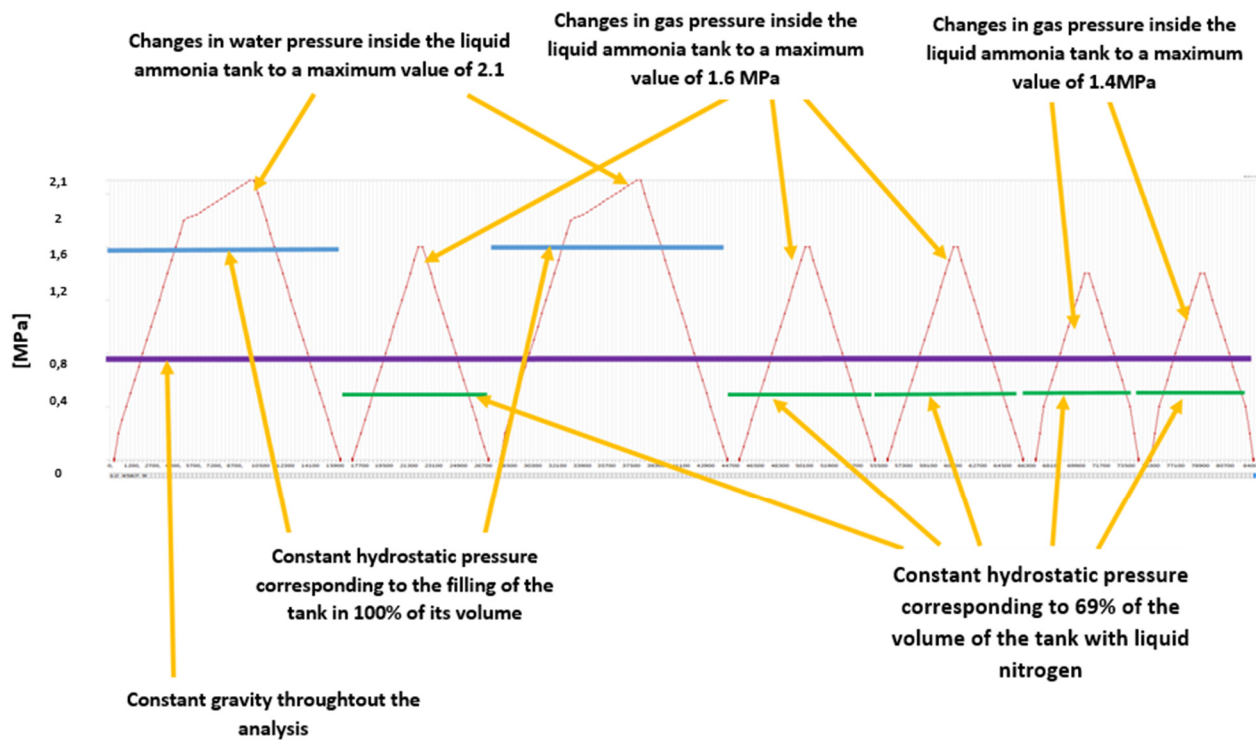 Changes in water pressure inside the liquid
ammonia tank to a maximum value of 2.1
Changes in gas pressure inside the
liquid ammonia tank to a maximum
value of 1.6 MPa
Changes in gas pressure inside the
liquid ammonia tank to a maximum
value of 1.4MPa
[MPa]
2,1
2
1,6
1,2
0,8
0,4
0
Constant hydrostatic pressure
corresponding to the filling of the
tank in 100% of its volume
Constant hydrostatic pressure
corresponding to 69% of the
volume of the tank with liquid
nitrogen
Constant gravity throughtout the
analysis